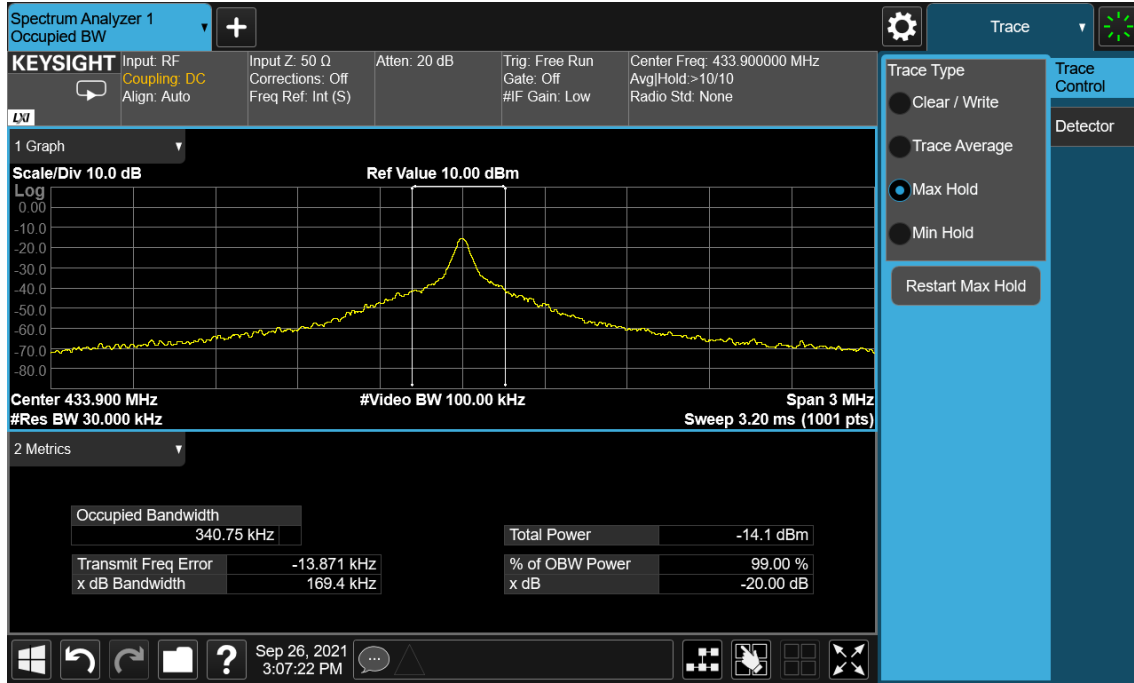 Spectrum Analyzer 1
Occupied BW
+
Trace
KEYSIGHT
LXI
Input: RF
Coupling: DC
Align: Auto
Input Z: 50 Ω
Corrections: Off
Freq Ref: Int (S)
Atten: 20 dB
Trig: Free Run
Gate: Off
#IF Gain: Low
Center Freq: 433.900000 MHz
Avg|Hold:>10/10
Radio Std: None
Trace Type
Clear / Write
Trace Average
Max Hold
Min Hold
Restart Max Hold
Trace
Control
Detector
1 Graph
Scale/Div 10.0 dB
Ref Value 10.00 dBm
Log
0.00
-10.0
-20.0
-30.0
-40.0
-50.0
-60.0
-70.0
-80.0
Center 433.900 MHz
#Video BW 100.00 kHz
Span 3 MHz
#Res BW 30.000 kHz
Sweep 3.20 ms (1001 pts)
2 Metrics
Occupied Bandwidth
340.75 kHz
Total Power -14.1 dBm
Transmit Freq Error -13.871 kHz
% of OBW Power 99.00 %
x dB Bandwidth 169.4 kHz
x dB -20.00 dB
?
Sep 26, 2021
3:07:22 PM